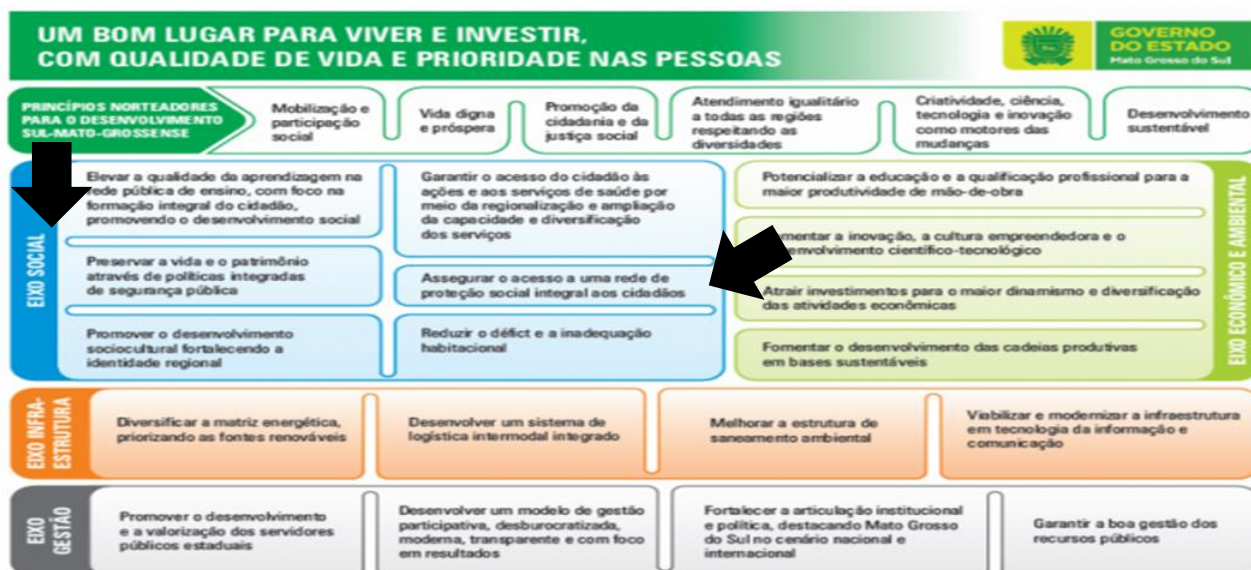 UM BOM LUGAR PARA VIVER E INVESTIR,
COM QUALIDADE DE VIDA E PRIORIDADE NAS PESSOAS
GOVERNO
DO ESTADO
Mato Grosso do Sul
PRINCÍPIOS NORTEADORES
PARA O DESENVOLVIMENTO
SUL-MATO-GROSSENSE
Mobilização e
participação
social
Vida digna
e próspera
Promoção da
cidadania e da
justiça social
Atendimento igualitário
a todas as regiões
respeitando as
diversidades
Criatividade, ciência,
tecnologia e inovação
como motores das
mudanças
Desenvolvimento
sustentável
EIXO SOCIAL
Elevar a qualidade da aprendizagem na
rede pública de ensino, com foco na
formação integral do cidadão,
promovendo o desenvolvimento social
Preservar a vida e o patrimônio
através de políticas integradas
de segurança pública
Promover o desenvolvimento
sociocultural fortalecendo a
identidade regional
Garantir o acesso do cidadão às
ações e aos serviços de saúde por
meio da regionalização e ampliação
da capacidade e diversificação
dos serviços
Assegurar o acesso a uma rede de
proteção social integral aos cidadãos
Reduzir o défict e a inadequação
habitacional
Potencializar a educação e a qualificação profissional para a
maior produtividade de mão-de-obra
a inovação, a cultura empreendedora e o
científico-tecnológico
Atrair investimentos para o maior dinamismo e diversificação
das atividades econômicas
Fomentar o desenvolvimento das cadeias produtivas
em bases sustentáveis
EIXO ECONÔMICO E AMBIENTAL
EIXO INFRA-
ESTRUTURA
Diversificar a matriz energética,
priorizando as fontes renováveis
Desenvolver um sistema de
logística intermodal integrado
Melhorar a estrutura de
saneamento ambiental
Viabilizar e modernizar a infraestrutura
em tecnologia da informação e
comunicação
EIXO
GESTÃO
Promover o desenvolvimento
e a valorização dos servidores
públicos estaduais
Desenvolver um modelo de gestão
participativa, desburocratizada,
moderna, transparente e com foco
em resultados
Fortalecer a articulação institucional
e política, destacando Mato Grosso
do Sul no cenário nacional e
internacional
Garantir a boa gestão dos
recursos públicos